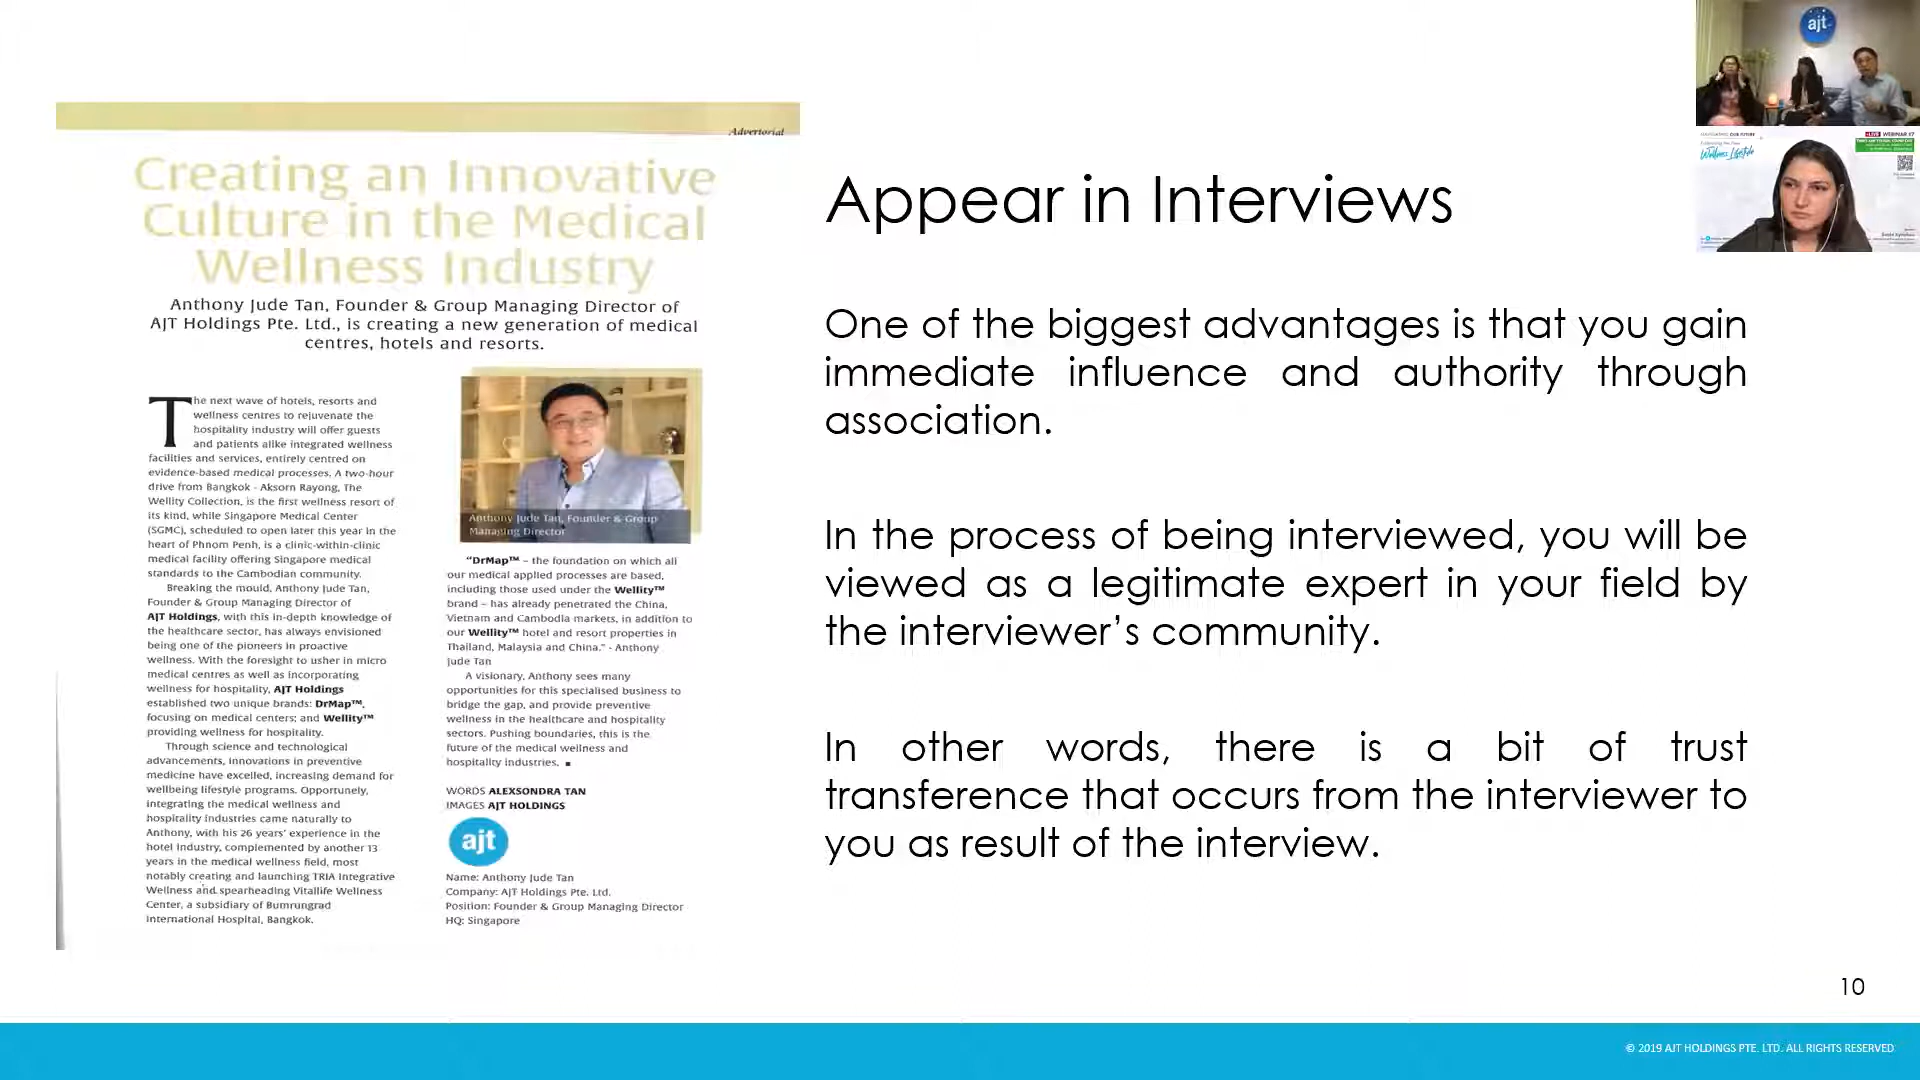 Advertorial
Creating an Innovative
Culture in the Medical
Wellness Industry
Anthony Jude Tan, Founder & Group Managing Director of
AJT Holdings Pte. Ltd., is creating a new generation of medical
centres, hotels and resorts.
The next wave of hotels, resorts and
wellness centres to rejuvenate the
hospitality industry will offer guests
and patients alike integrated wellness
facilities and services, entirely centred on
evidence-based medical processes. A two-hour
drive from Bangkok - Aksorn Rayong, The
Wellity Collection, is the first wellness resort of
its kind, while Singapore Medical Center
(SGMC), scheduled to open later this year in the
heart of Phnom Penh, is a clinic-within-clinic
medical facility offering Singapore medical
standards to the Cambodian community.
Breaking the mould, Anthony Jude Tan,
Founder & Group Managing Director of
AJT Holdings, with this in-depth knowledge of
the healthcare sector, has always envisioned
being one of the pioneers in proactive
wellness. With the foresight to usher in micro
medical centres as well as incorporating
wellness for hospitality, AJT Holdings
established two unique brands: DrMap™,
focusing on medical centers; and Wellity™
providing wellness for hospitality.
Through science and technological
advancements, innovations in preventive
medicine have excelled, increasing demand for
wellbeing lifestyle programs. Opportunely,
integrating the medical wellness and
hospitality industries came naturally to
Anthony, with his 26 years' experience in the
hotel industry, complemented by another 13
years in the medical wellness field, most
notably creating and launching TRIA Integrative
Wellness and spearheading Vitallife Wellness
Center, a subsidiary of Bumrungrad
International Hospital, Bangkok.
Anthony Jude Tan, Founder & Group
Managing Director
"DrMap™ – the foundation on which all
our medical applied processes are based,
including those used under the Wellity™
brand – has already penetrated the China,
Vietnam and Cambodia markets, in addition to
our Wellity™ hotel and resort properties in
Thailand, Malaysia and China." - Anthony
Jude Tan
A visionary, Anthony sees many
opportunities for this specialised business to
bridge the gap, and provide preventive
wellness in the healthcare and hospitality
sectors. Pushing boundaries, this is the
future of the medical wellness and
hospitality industries. ■
WORDS ALEXSONDRA TAN
IMAGES AJT HOLDINGS
ajt
Name: Anthony Jude Tan
Company: AJT Holdings Pte. Ltd.
Position: Founder & Group Managing Director
HQ: Singapore
Appear in Interviews
One of the biggest advantages is that you gain
immediate influence and authority through
association.
In the process of being interviewed, you will be
viewed as a legitimate expert in your field by
the interviewer’s community.
In other words, there is a bit of trust
transference that occurs from the interviewer to
you as result of the interview.
10
© 2019 AJT HOLDINGS PTE. LTD. ALL RIGHTS RESERVED
ajt
Wellness Lifestyle
LIVE WEBINAR #7